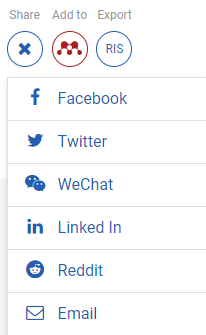 Share Add to Export
RIS
Facebook
Twitter
WeChat
Linked In
Reddit
Email